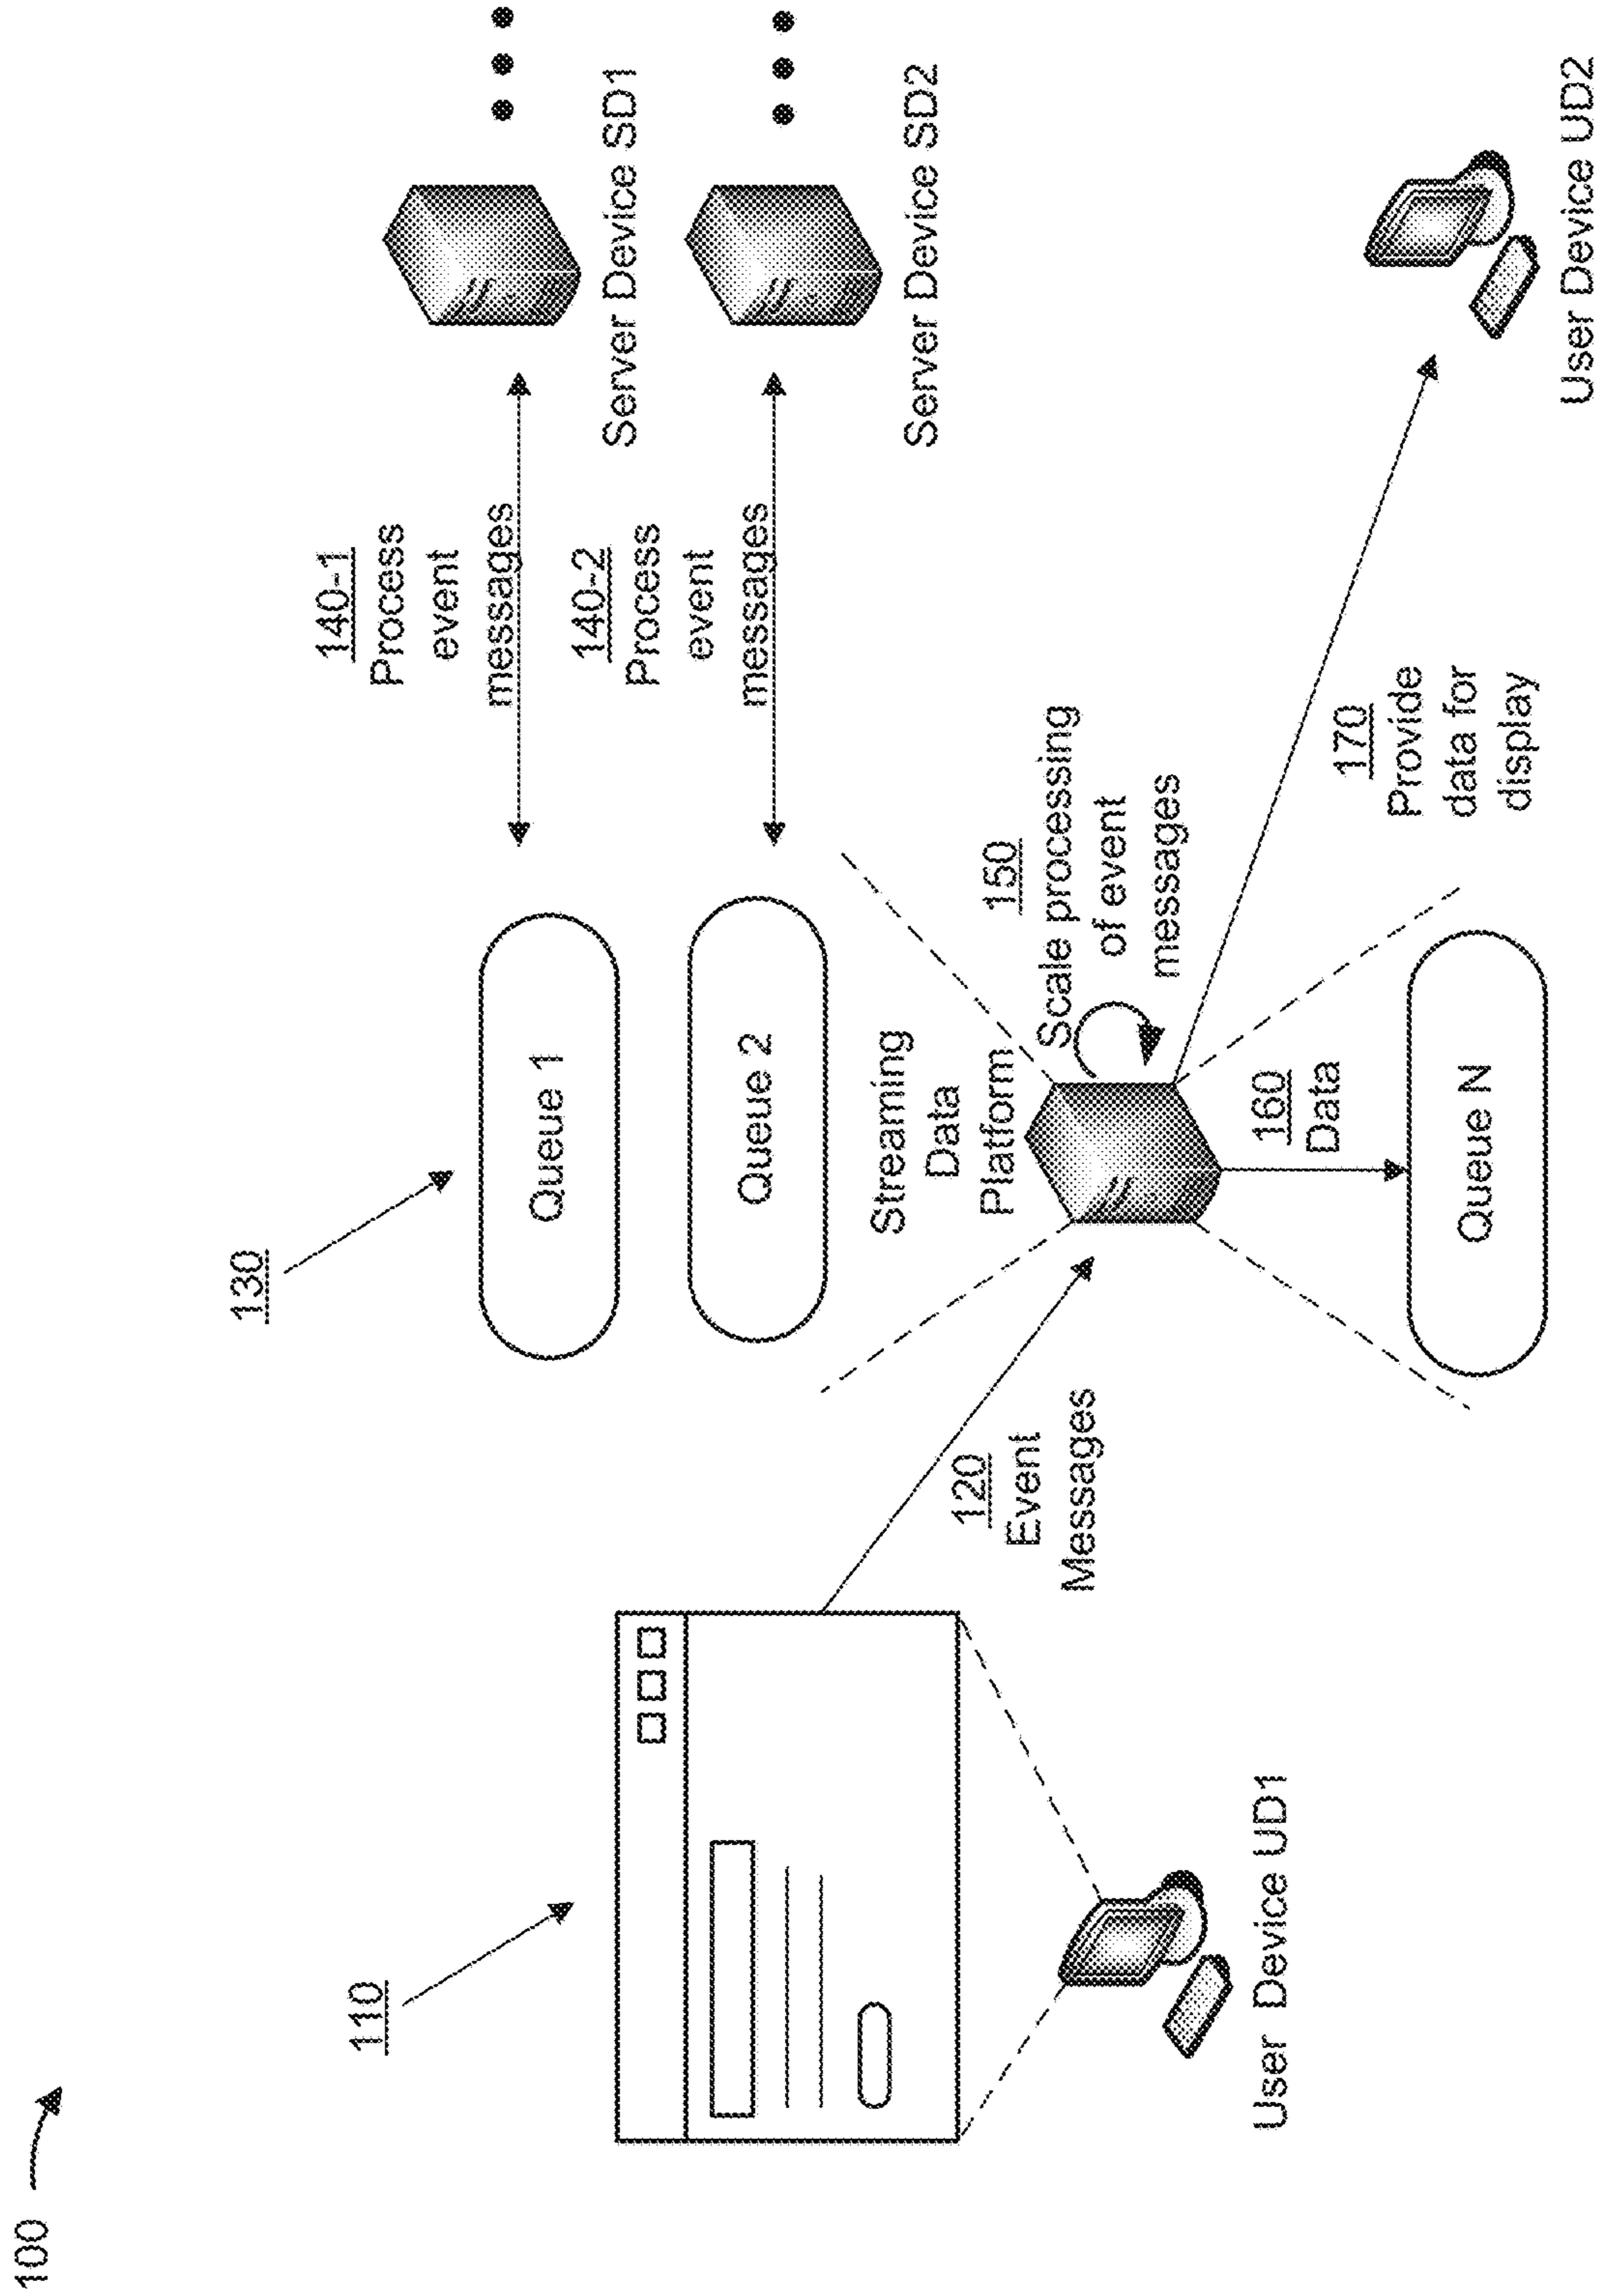 100
110
User Device UD1
120
Event
Messages
130
Queue 1
Queue 2
Streaming
Data
Platform
150
Scale processing
of event
messages
160
Data
Queue N
140-1
Process
event
messages
140-2
Process
event
messages
Server Device SD1
Server Device SD2
170
Provide
data for
display
User Device UD2